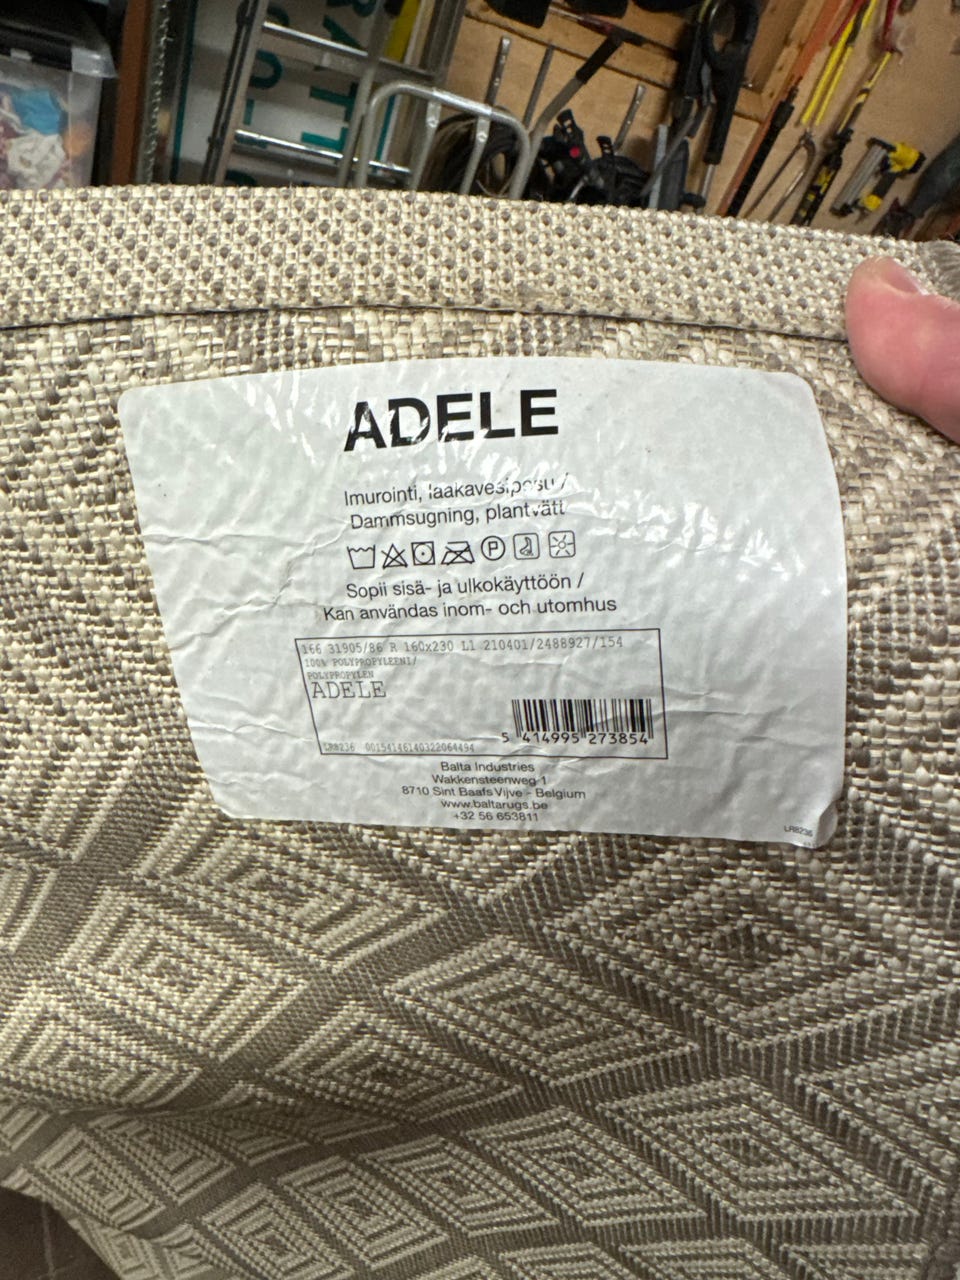 ADELE
Imurointi, laakavesipesu /
Dammsugning, plantvätt
P
Sopii sisä- ja ulkokäyttöön /
Kan användas inom- och utomhus
166 31905/86 R 160x230 L1 210401/2488927/154
100% POLYPROPYLEENI/
POLYPROPYLEN
ADELE
5 414995 273854
LR8236 00154146140322064494
Balta Industries
Wakkensteenweg 1
8710 Sint Baafs Vijve - Belgium
www.baltarugs.be
+32 56 653811
LR8236